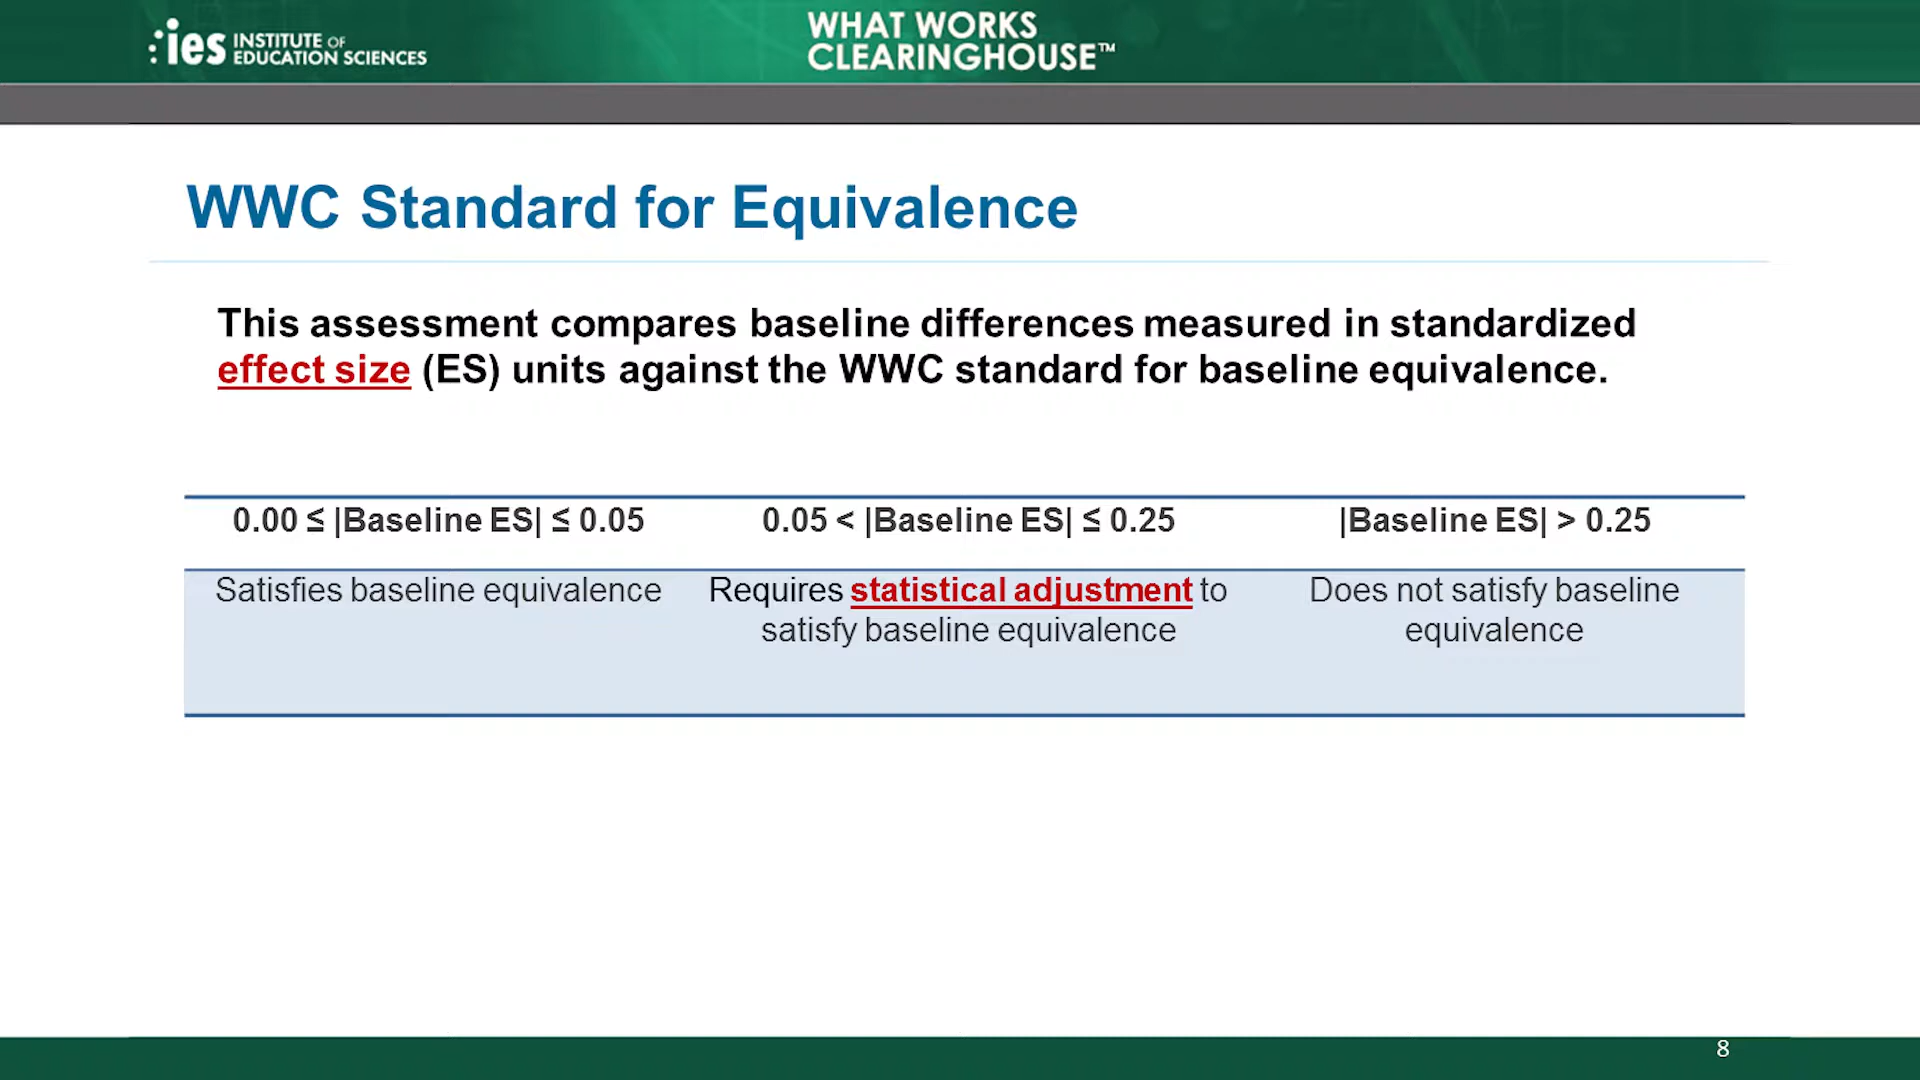 ies INSTITUTE OF
EDUCATION SCIENCES
WHAT WORKS
CLEARINGHOUSE™
WWC Standard for Equivalence
This assessment compares baseline differences measured in standardized
effect size (ES) units against the WWC standard for baseline equivalence.
0.00 ≤ |Baseline ES| ≤ 0.05 0.05 < |Baseline ES| ≤ 0.25 |Baseline ES| > 0.25
Satisfies baseline equivalence Requires statistical adjustment to Does not satisfy baseline
satisfy baseline equivalence equivalence
8